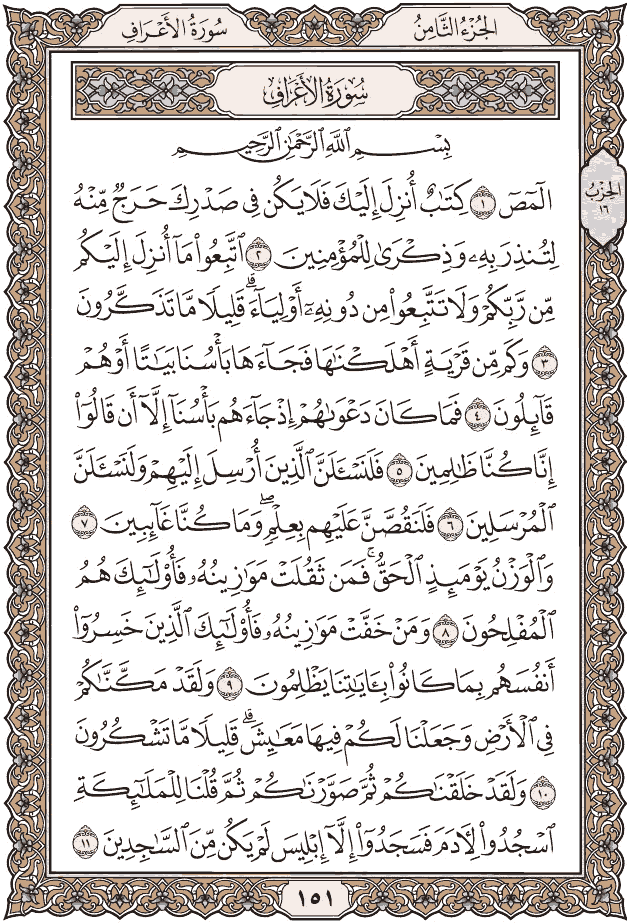 سُورَةُ الأَعْرَافِ
الجُزْءُ الثَّامِنُ
سُورَةُ الأَعْرَافِ
بِسْمِ اللَّهِ الرَّحْمَٰنِ الرَّحِيمِ
الحِزْبُ
١٦
الٓمٓصٓ ١ كِتَٰبٌ أُنزِلَ إِلَيْكَ فَلَا يَكُن فِي صَدْرِكَ حَرَجٌ مِّنْهُ
لِتُنذِرَ بِهِۦ وَذِكْرَىٰ لِلْمُؤْمِنِينَ ٢ ٱتَّبِعُوا۟ مَآ أُنزِلَ إِلَيْكُم
مِّن رَّبِّكُمْ وَلَا تَتَّبِعُوا۟ مِن دُونِهِۦٓ أَوْلِيَآءَ ۗ قَلِيلًا مَّا تَذَكَّرُونَ
٣ وَكَم مِّن قَرْيَةٍ أَهْلَكْنَٰهَا فَجَآءَهَا بَأْسُنَا بَيَٰتًا أَوْ هُمْ
قَآئِلُونَ ٤ فَمَا كَانَ دَعْوَىٰهُمْ إِذْ جَآءَهُم بَأْسُنَآ إِلَّآ أَن قَالُوٓا۟
إِنَّا كُنَّا ظَٰلِمِينَ ٥ فَلَنَسْـَٔلَنَّ ٱلَّذِينَ أُرْسِلَ إِلَيْهِمْ وَلَنَسْـَٔلَنَّ
ٱلْمُرْسَلِينَ ٦ فَلَنَقُصَّنَّ عَلَيْهِم بِعِلْمٍ ۖ وَمَا كُنَّا غَآئِبِينَ ٧
وَٱلْوَزْنُ يَوْمَئِذٍ ٱلْحَقُّ ۚ فَمَن ثَقُلَتْ مَوَٰزِينُهُۥ فَأُو۟لَٰٓئِكَ هُمُ
ٱلْمُفْلِحُونَ ٨ وَمَنْ خَفَّتْ مَوَٰزِينُهُۥ فَأُو۟لَٰٓئِكَ ٱلَّذِينَ خَسِرُوٓا۟
أَنفُسَهُم بِمَا كَانُوا۟ بِـَٔايَٰتِنَا يَظْلِمُونَ ٩ وَلَقَدْ مَكَّنَّٰكُمْ
فِي ٱلْأَرْضِ وَجَعَلْنَا لَكُمْ فِيهَا مَعَٰيِشَ ۗ قَلِيلًا مَّا تَشْكُرُونَ
١٠ وَلَقَدْ خَلَقْنَٰكُمْ ثُمَّ صَوَّرْنَٰكُمْ ثُمَّ قُلْنَا لِلْمَلَٰٓئِكَةِ
ٱسْجُدُوا۟ لِـَٔادَمَ فَسَجَدُوٓا۟ إِلَّآ إِبْلِيسَ لَمْ يَكُن مِّنَ ٱلسَّٰجِدِينَ ١١
١٥١